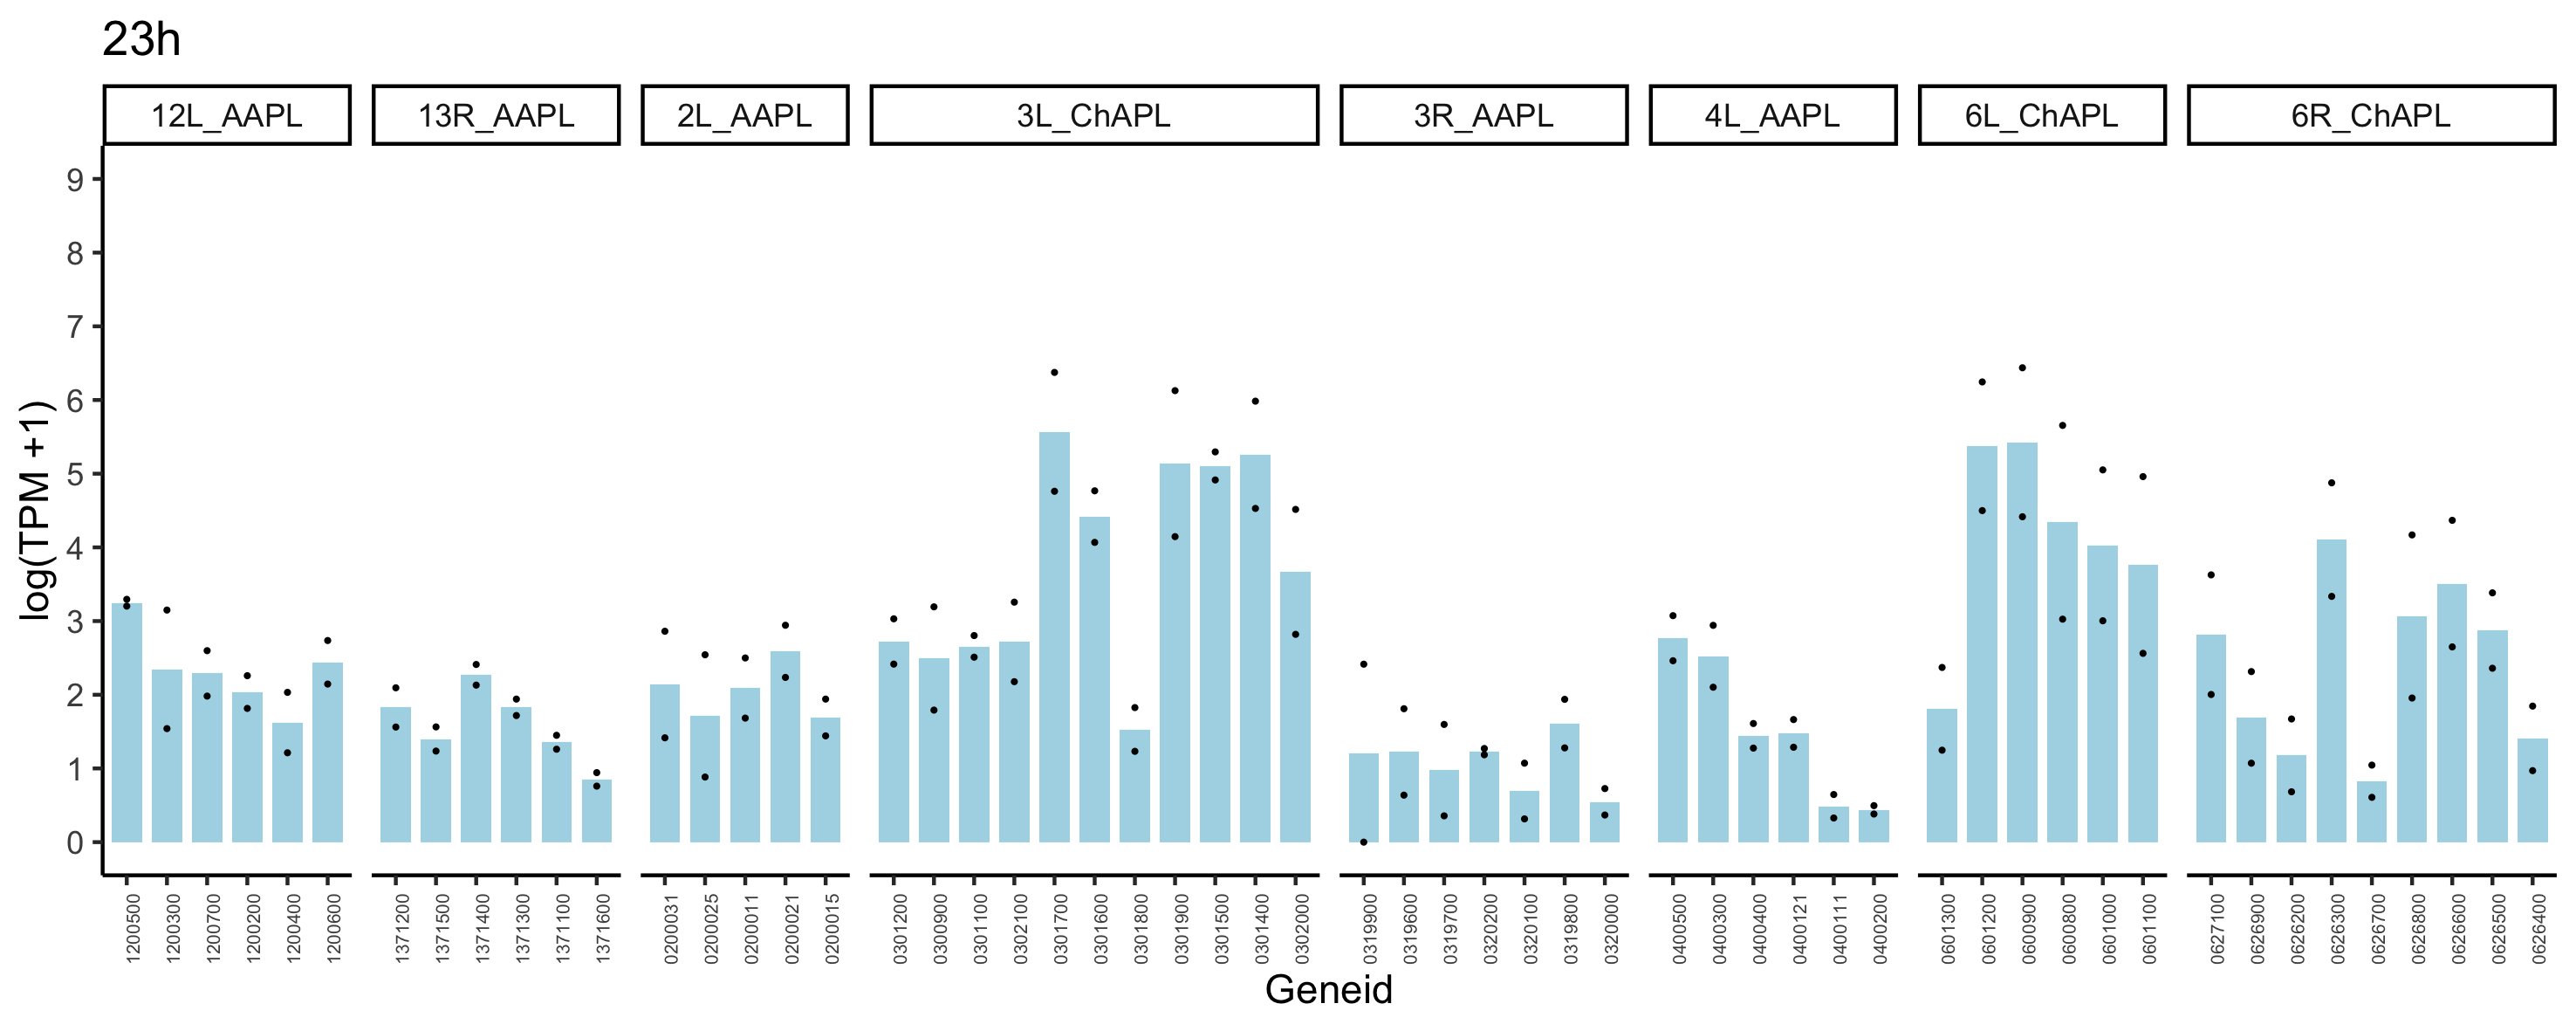 23h
12L_AAPL 13R_AAPL 2L_AAPL 3L_ChAPL 3R_AAPL 4L_AAPL 6L_ChAPL 6R_ChAPL
log(TPM +1)
9
8
7
6
5
4
3
2
1
0
1200500 1200300 1200700 1200200 1200400 1200600 1371200 1371500 1371400 1371300 1371100 1371600 0200031 0200025 0200011 0200021 0200015 0301200 0300900 0301100 0302100 0301700 0301600 0301800 0301900 0301500 0301400 0302000 0319900 0319600 0319700 0320200 0320100 0319800 0320000 0400500 0400300 0400400 0400121 0400111 0400200 0601300 0601200 0600900 0600800 0601000 0601100 0627100 0626900 0626200 0626300 0626700 0626800 0626600 0626500 0626400
Geneid